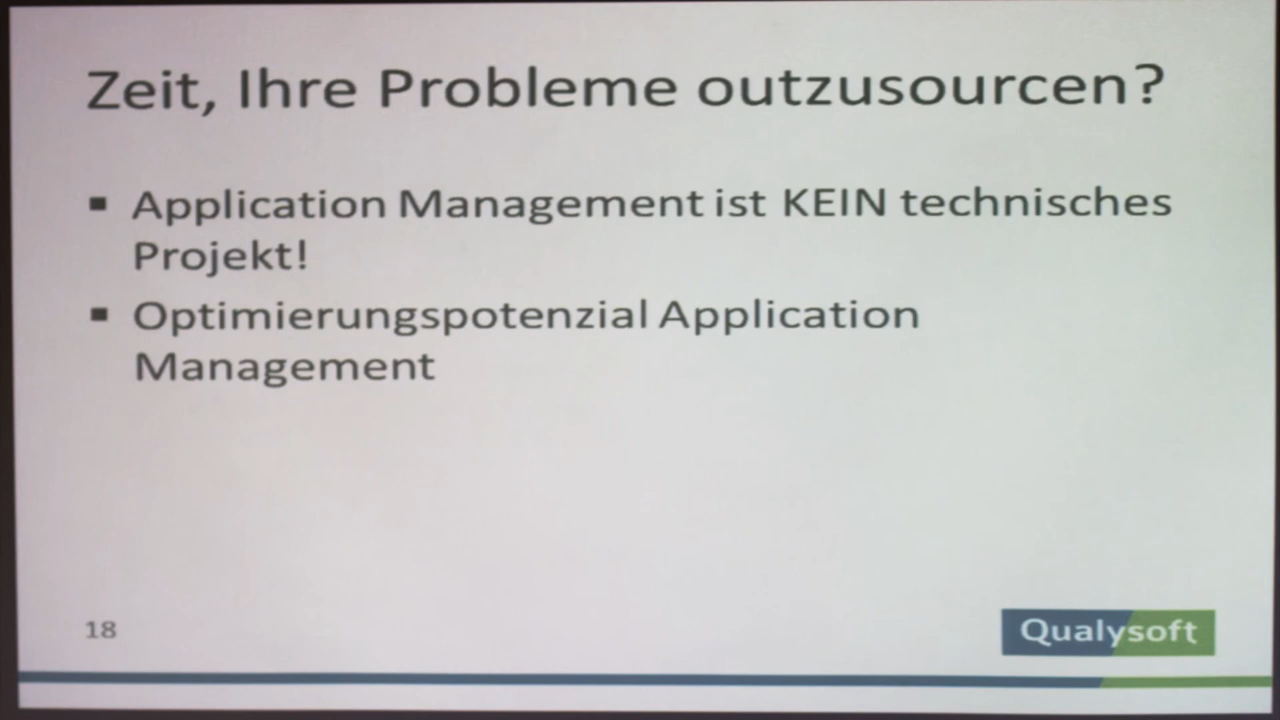 Zeit, Ihre Probleme outzusourcen?
▪ Application Management ist KEIN technisches
Projekt!
▪ Optimierungspotenzial Application
Management
18
Qualysoft